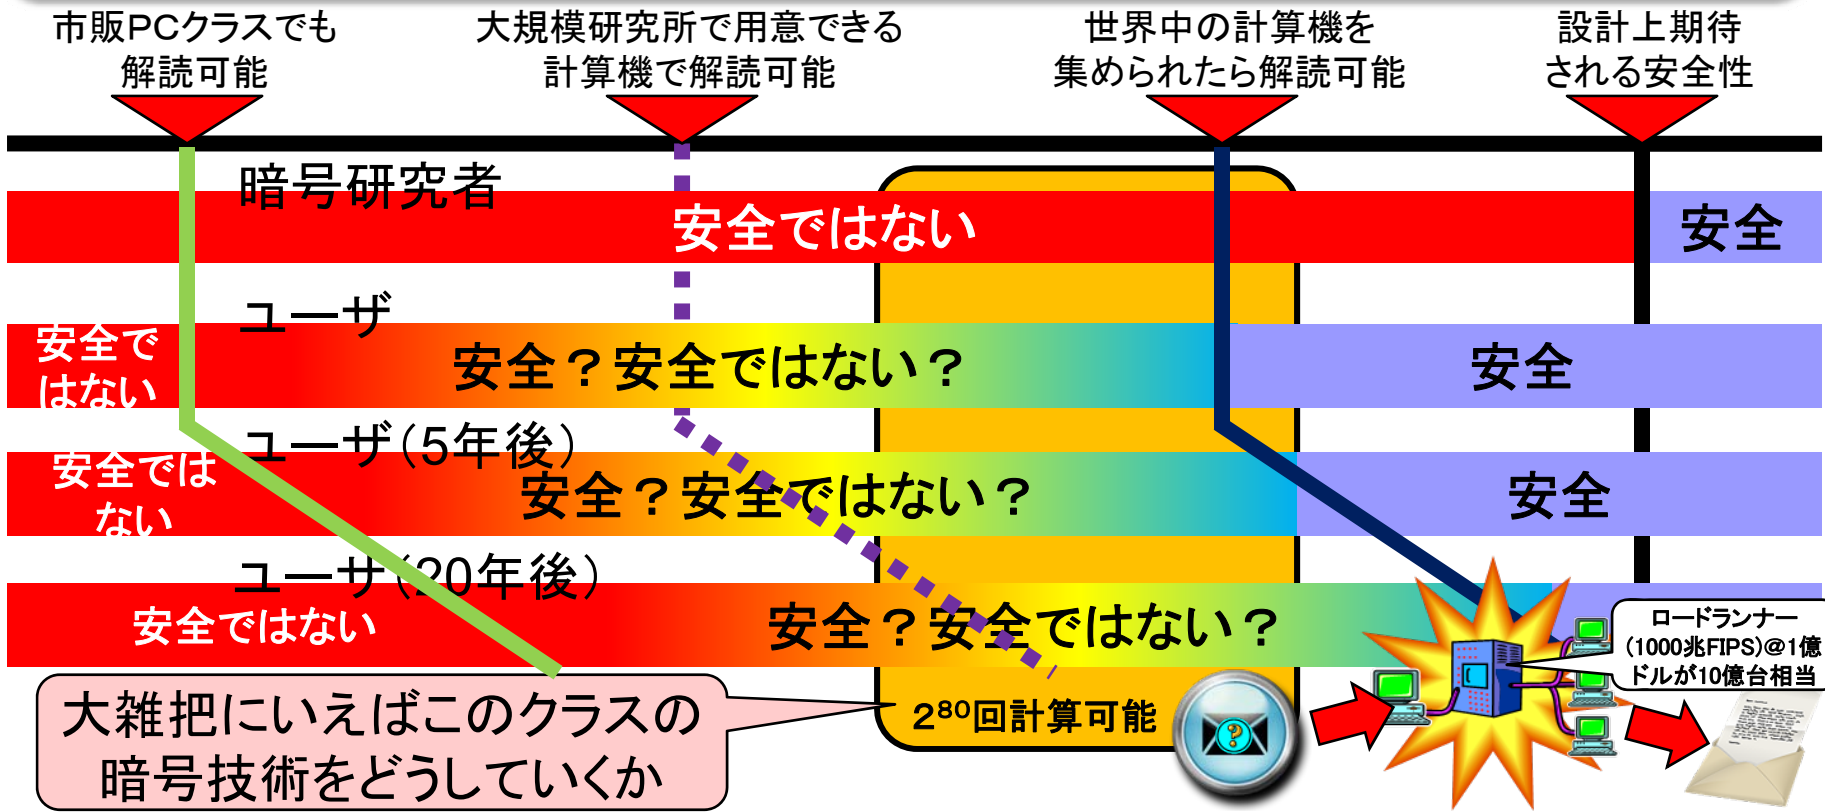 市販PCクラスでも
解読可能
大規模研究所で用意できる
計算機で解読可能
世界中の計算機を
集められたら解読可能
設計上期待
される安全性
暗号研究者
安全ではない
安全
ユーザ
安全で
はない
安全？安全ではない？
安全
ユーザ（5年後）
安全では
ない
安全？安全ではない？
安全
ユーザ（20年後）
安全ではない
安全？安全ではない？
ロードランナー
(1000兆FIPS)@1億
ドルが10億台相当
大雑把にいえばこのクラスの
暗号技術をどうしていくか
2⁸⁰回計算可能
?